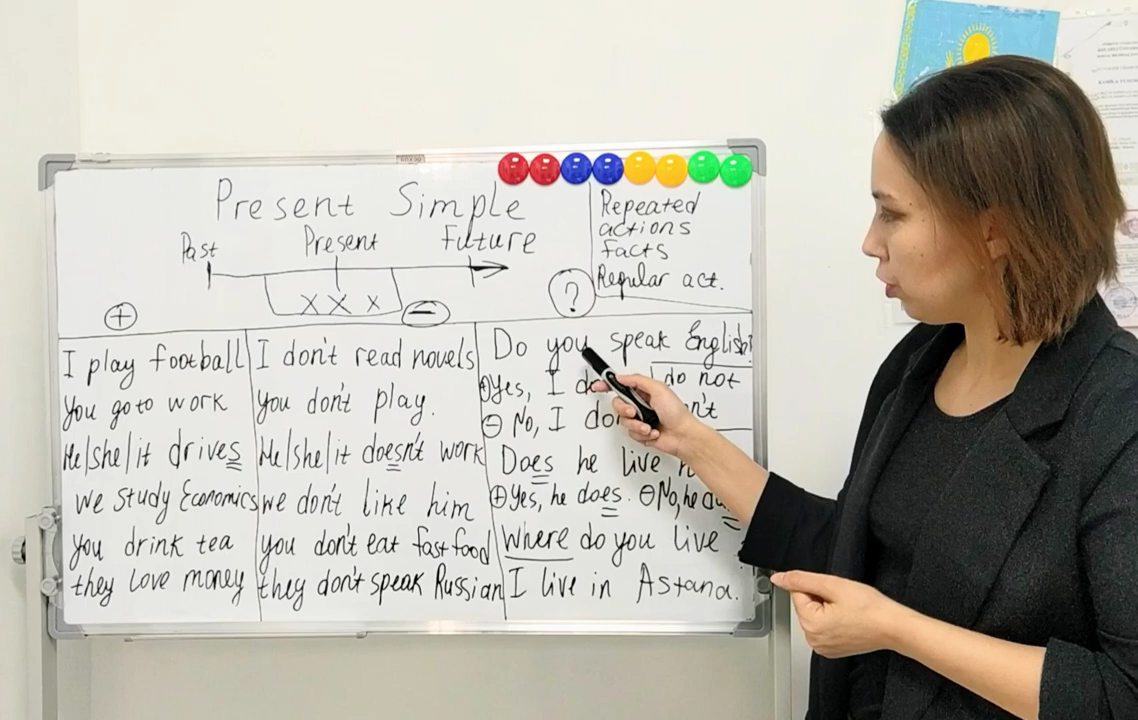 Present Simple
Past Present Future
Repeated
actions
facts
Regular act.
+
−
?
X X X
I play football
You go to work
He/she/it drives
we study Economics
you drink tea
they love money
I don't read novels
You don't play.
He/she/it doesn't work
we don't like him
you don't eat fast food
they don't speak Russian
Do you speak English?
+ Yes, I
do not
− No, I
Does he live
+ Yes, he does. − No, he
Where do you live
I live in Astana.